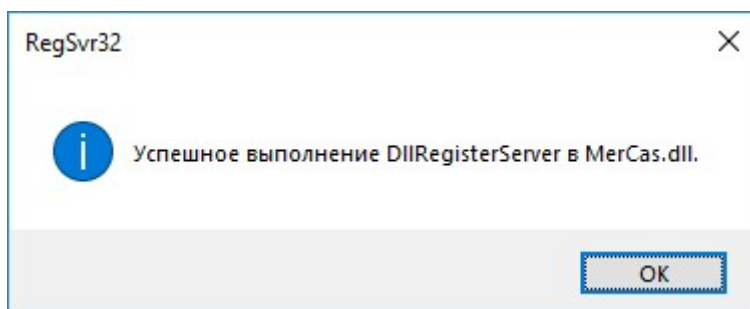 RegSvr32
Успешное выполнение DllRegisterServer в MerCas.dll.
OK